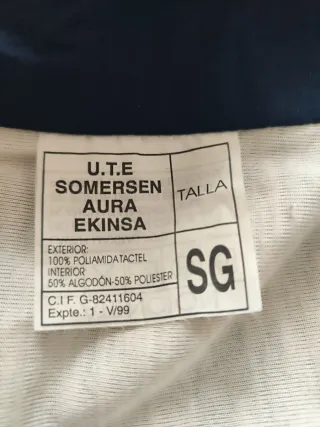 U.T.E
SOMERSEN
AURA
EKINSA
TALLA
EXTERIOR:
100% POLIAMIDATACTEL
INTERIOR
50% ALGODÓN-50% POLIESTER
SG
C.I.F. G-82411604
Expte.: 1 - V/99